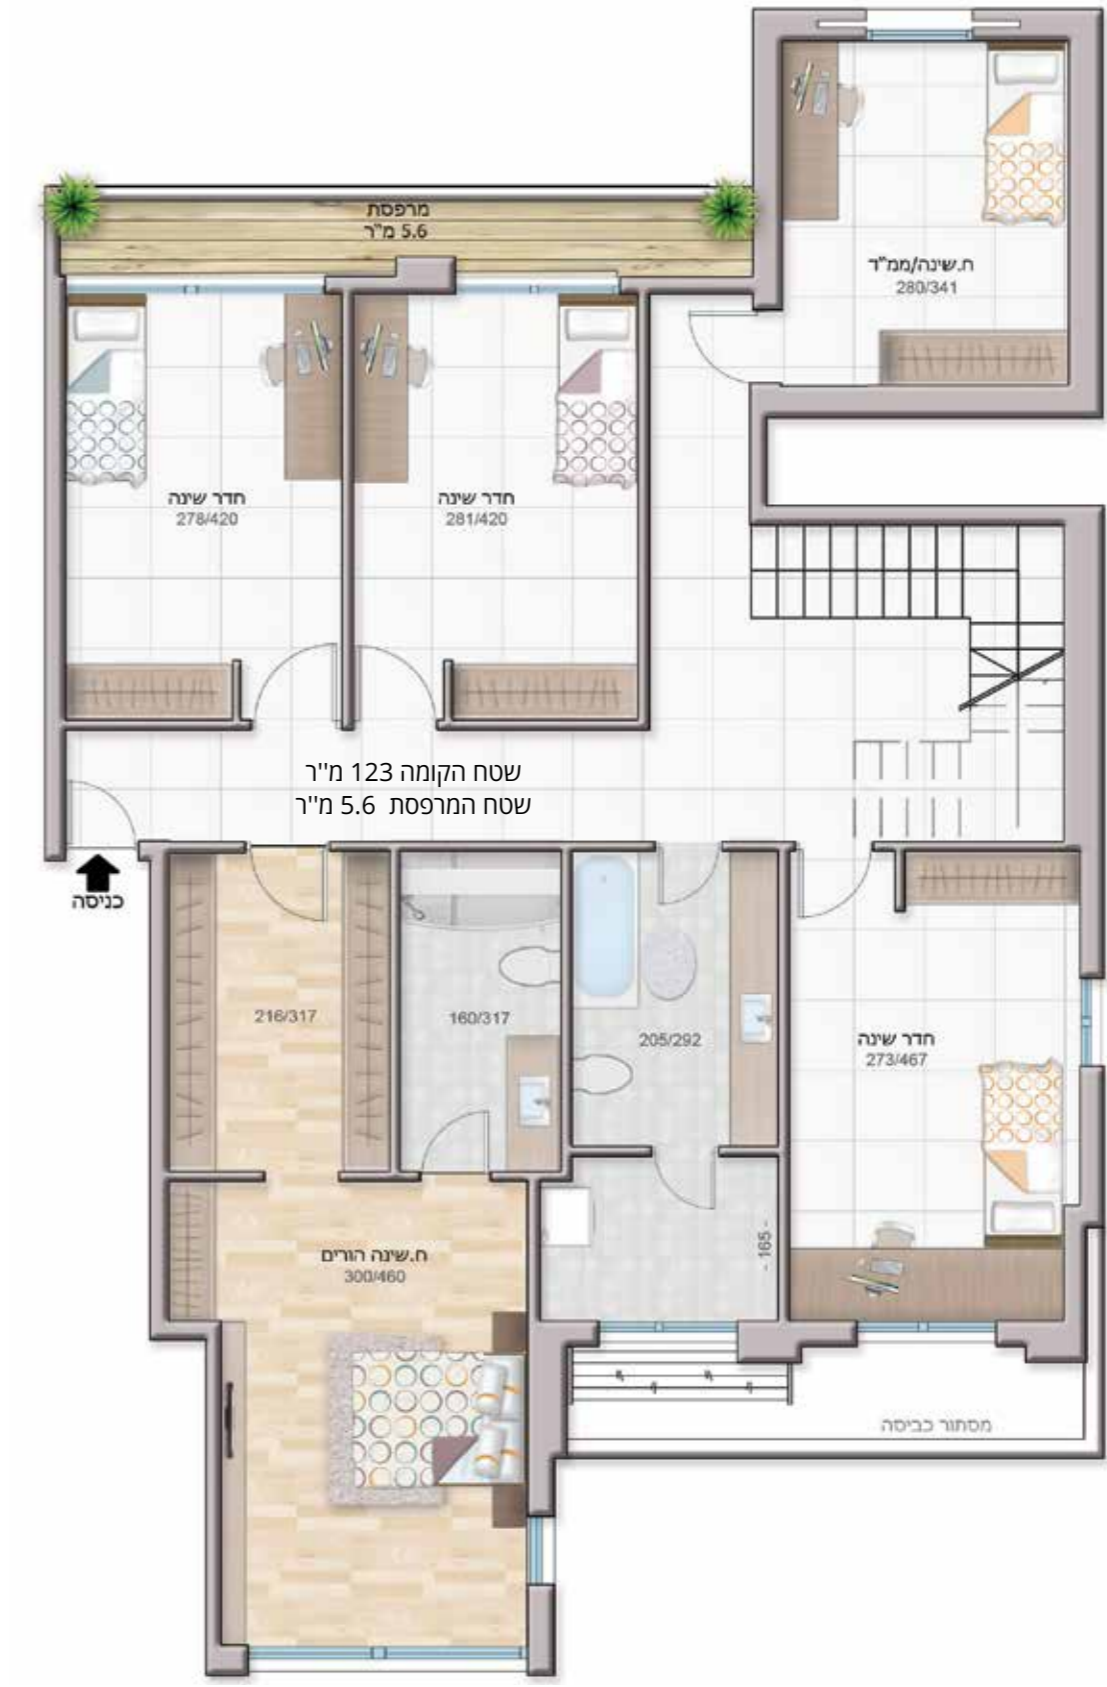 מרפסת
5.6 מ"ר
ח.שינה/ממ"ד
280/341
חדר שינה
278/420
חדר שינה
281/420
שטח הקומה 123 מ''ר
שטח המרפסת 5.6 מ''ר
כניסה
216/317
160/317
205/292
חדר שינה
273/467
ח.שינה הורים
300/460
- 165 -
מסתור כביסה